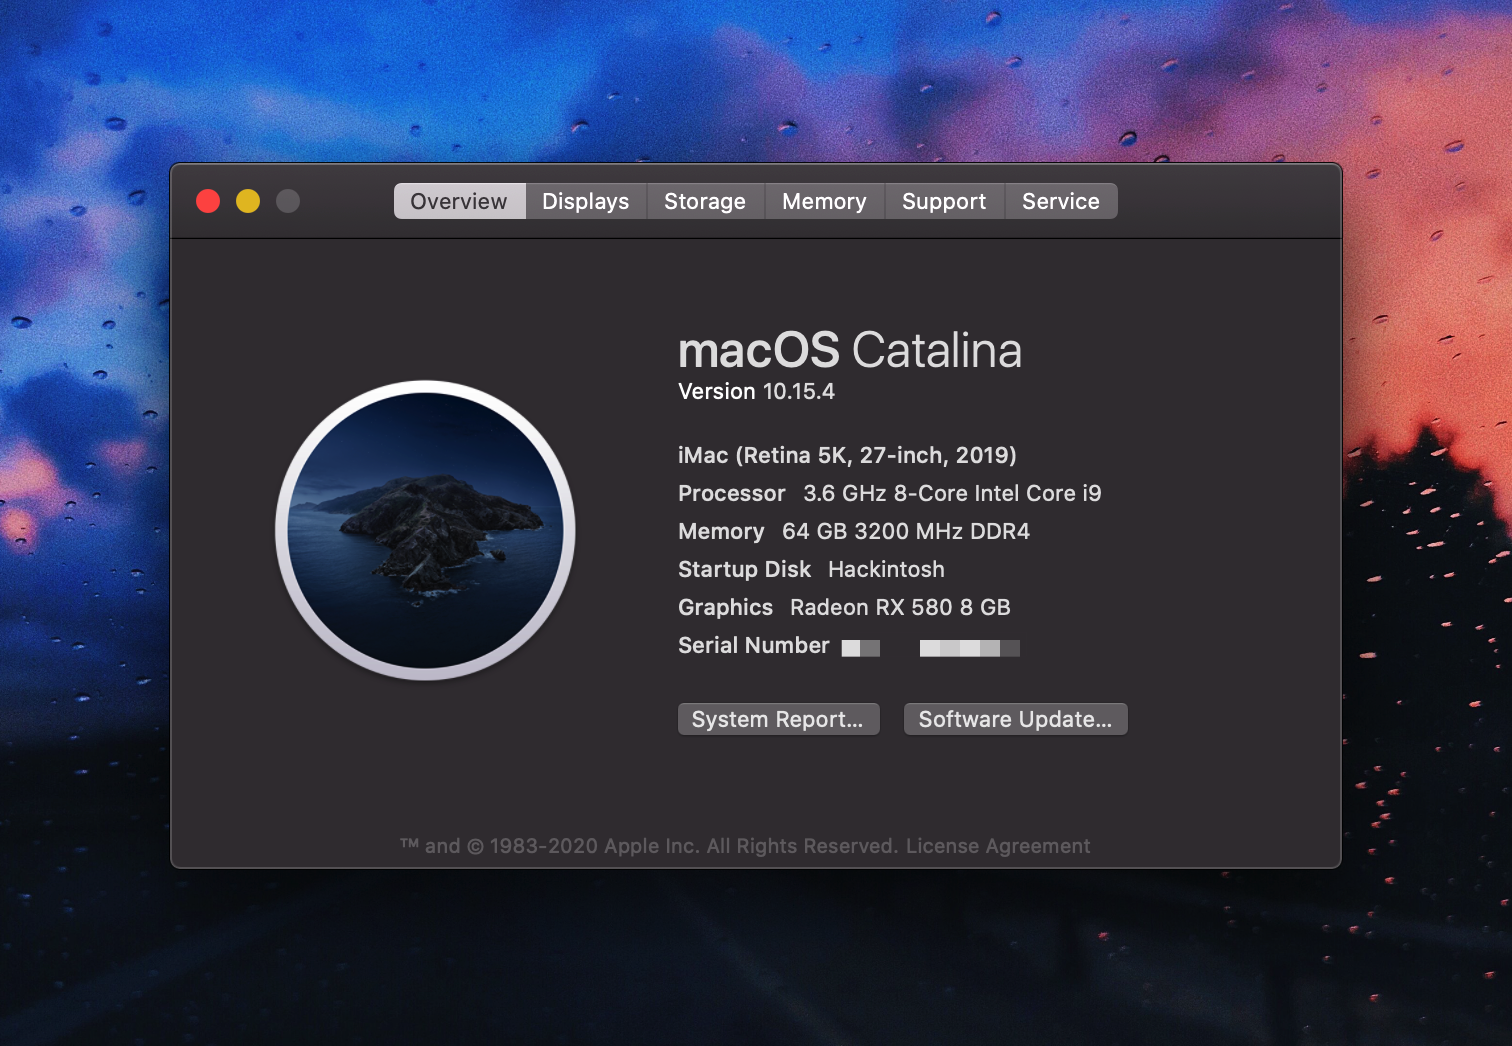 Overview Displays Storage Memory Support Service
macOS Catalina
Version 10.15.4
iMac (Retina 5K, 27-inch, 2019)
Processor 3.6 GHz 8-Core Intel Core i9
Memory 64 GB 3200 MHz DDR4
Startup Disk Hackintosh
Graphics Radeon RX 580 8 GB
Serial Number
System Report... Software Update...
™ and © 1983-2020 Apple Inc. All Rights Reserved. License Agreement